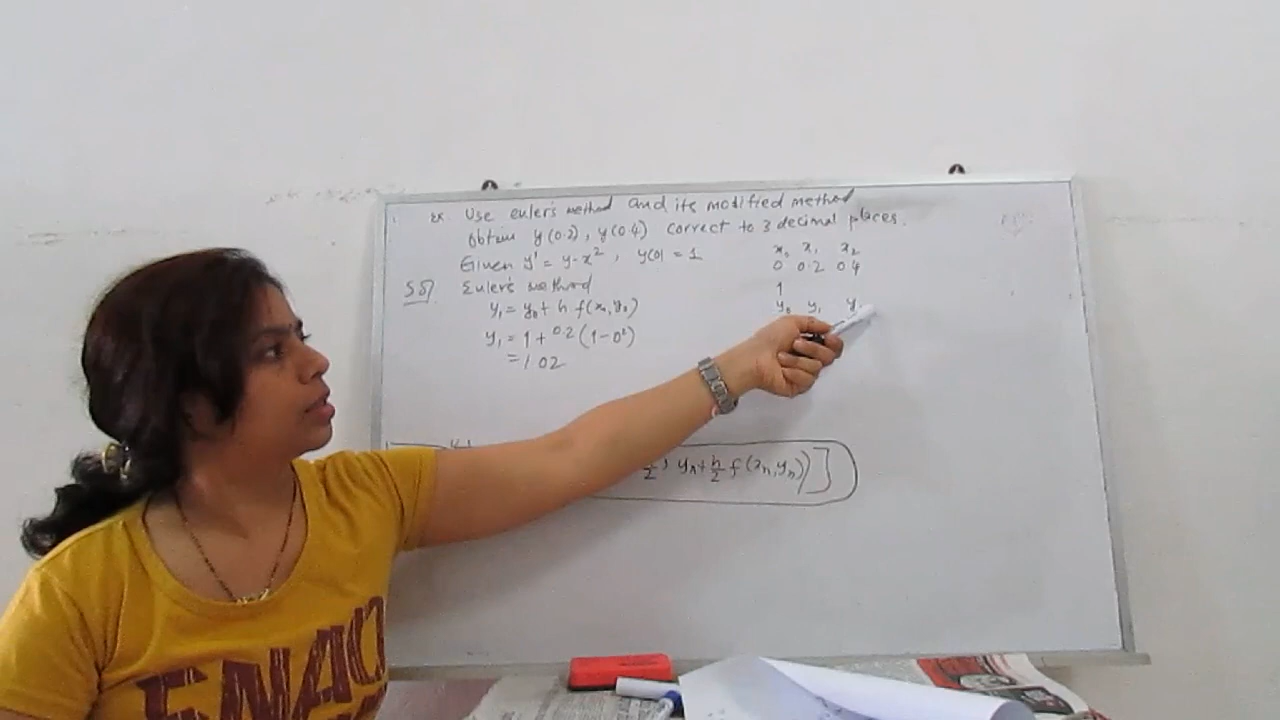 Ex. Use euler's method and its modified method
obtain y(0.2), y(0.4) correct to 3 decimal places.
Given y' = y-x², y(0) = 1
x₀ x₁ x₂
0 0.2 0.4
1
y₀ y₁ y
Solⁿ Euler's method
y₁ = y₀ + h f(x₀, y₀)
y₁ = 1 + 0.2 (1-0²)
= 1.02
/2, yₙ + h/2 f(xₙ, yₙ))]